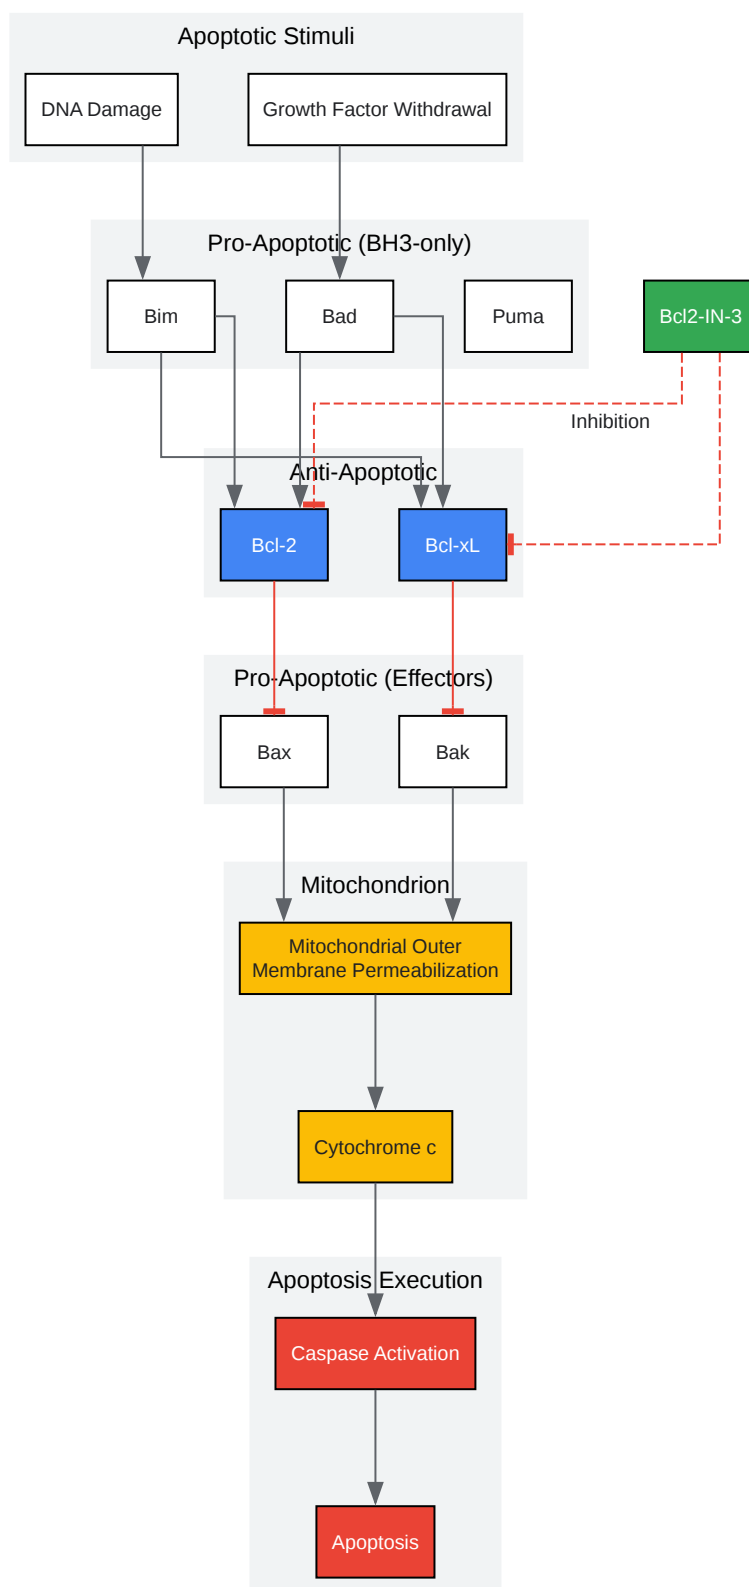 Apoptotic Stimuli
DNA Damage
Growth Factor Withdrawal
Pro-Apoptotic (BH3-only)
Bim
Bad
Puma
Bcl2-IN-3
Inhibition
Anti-Apoptotic
Bcl-2
Bcl-xL
Pro-Apoptotic (Effectors)
Bax
Bak
Mitochondrion
Mitochondrial Outer
Membrane Permeabilization
Cytochrome c
Apoptosis Execution
Caspase Activation
Apoptosis